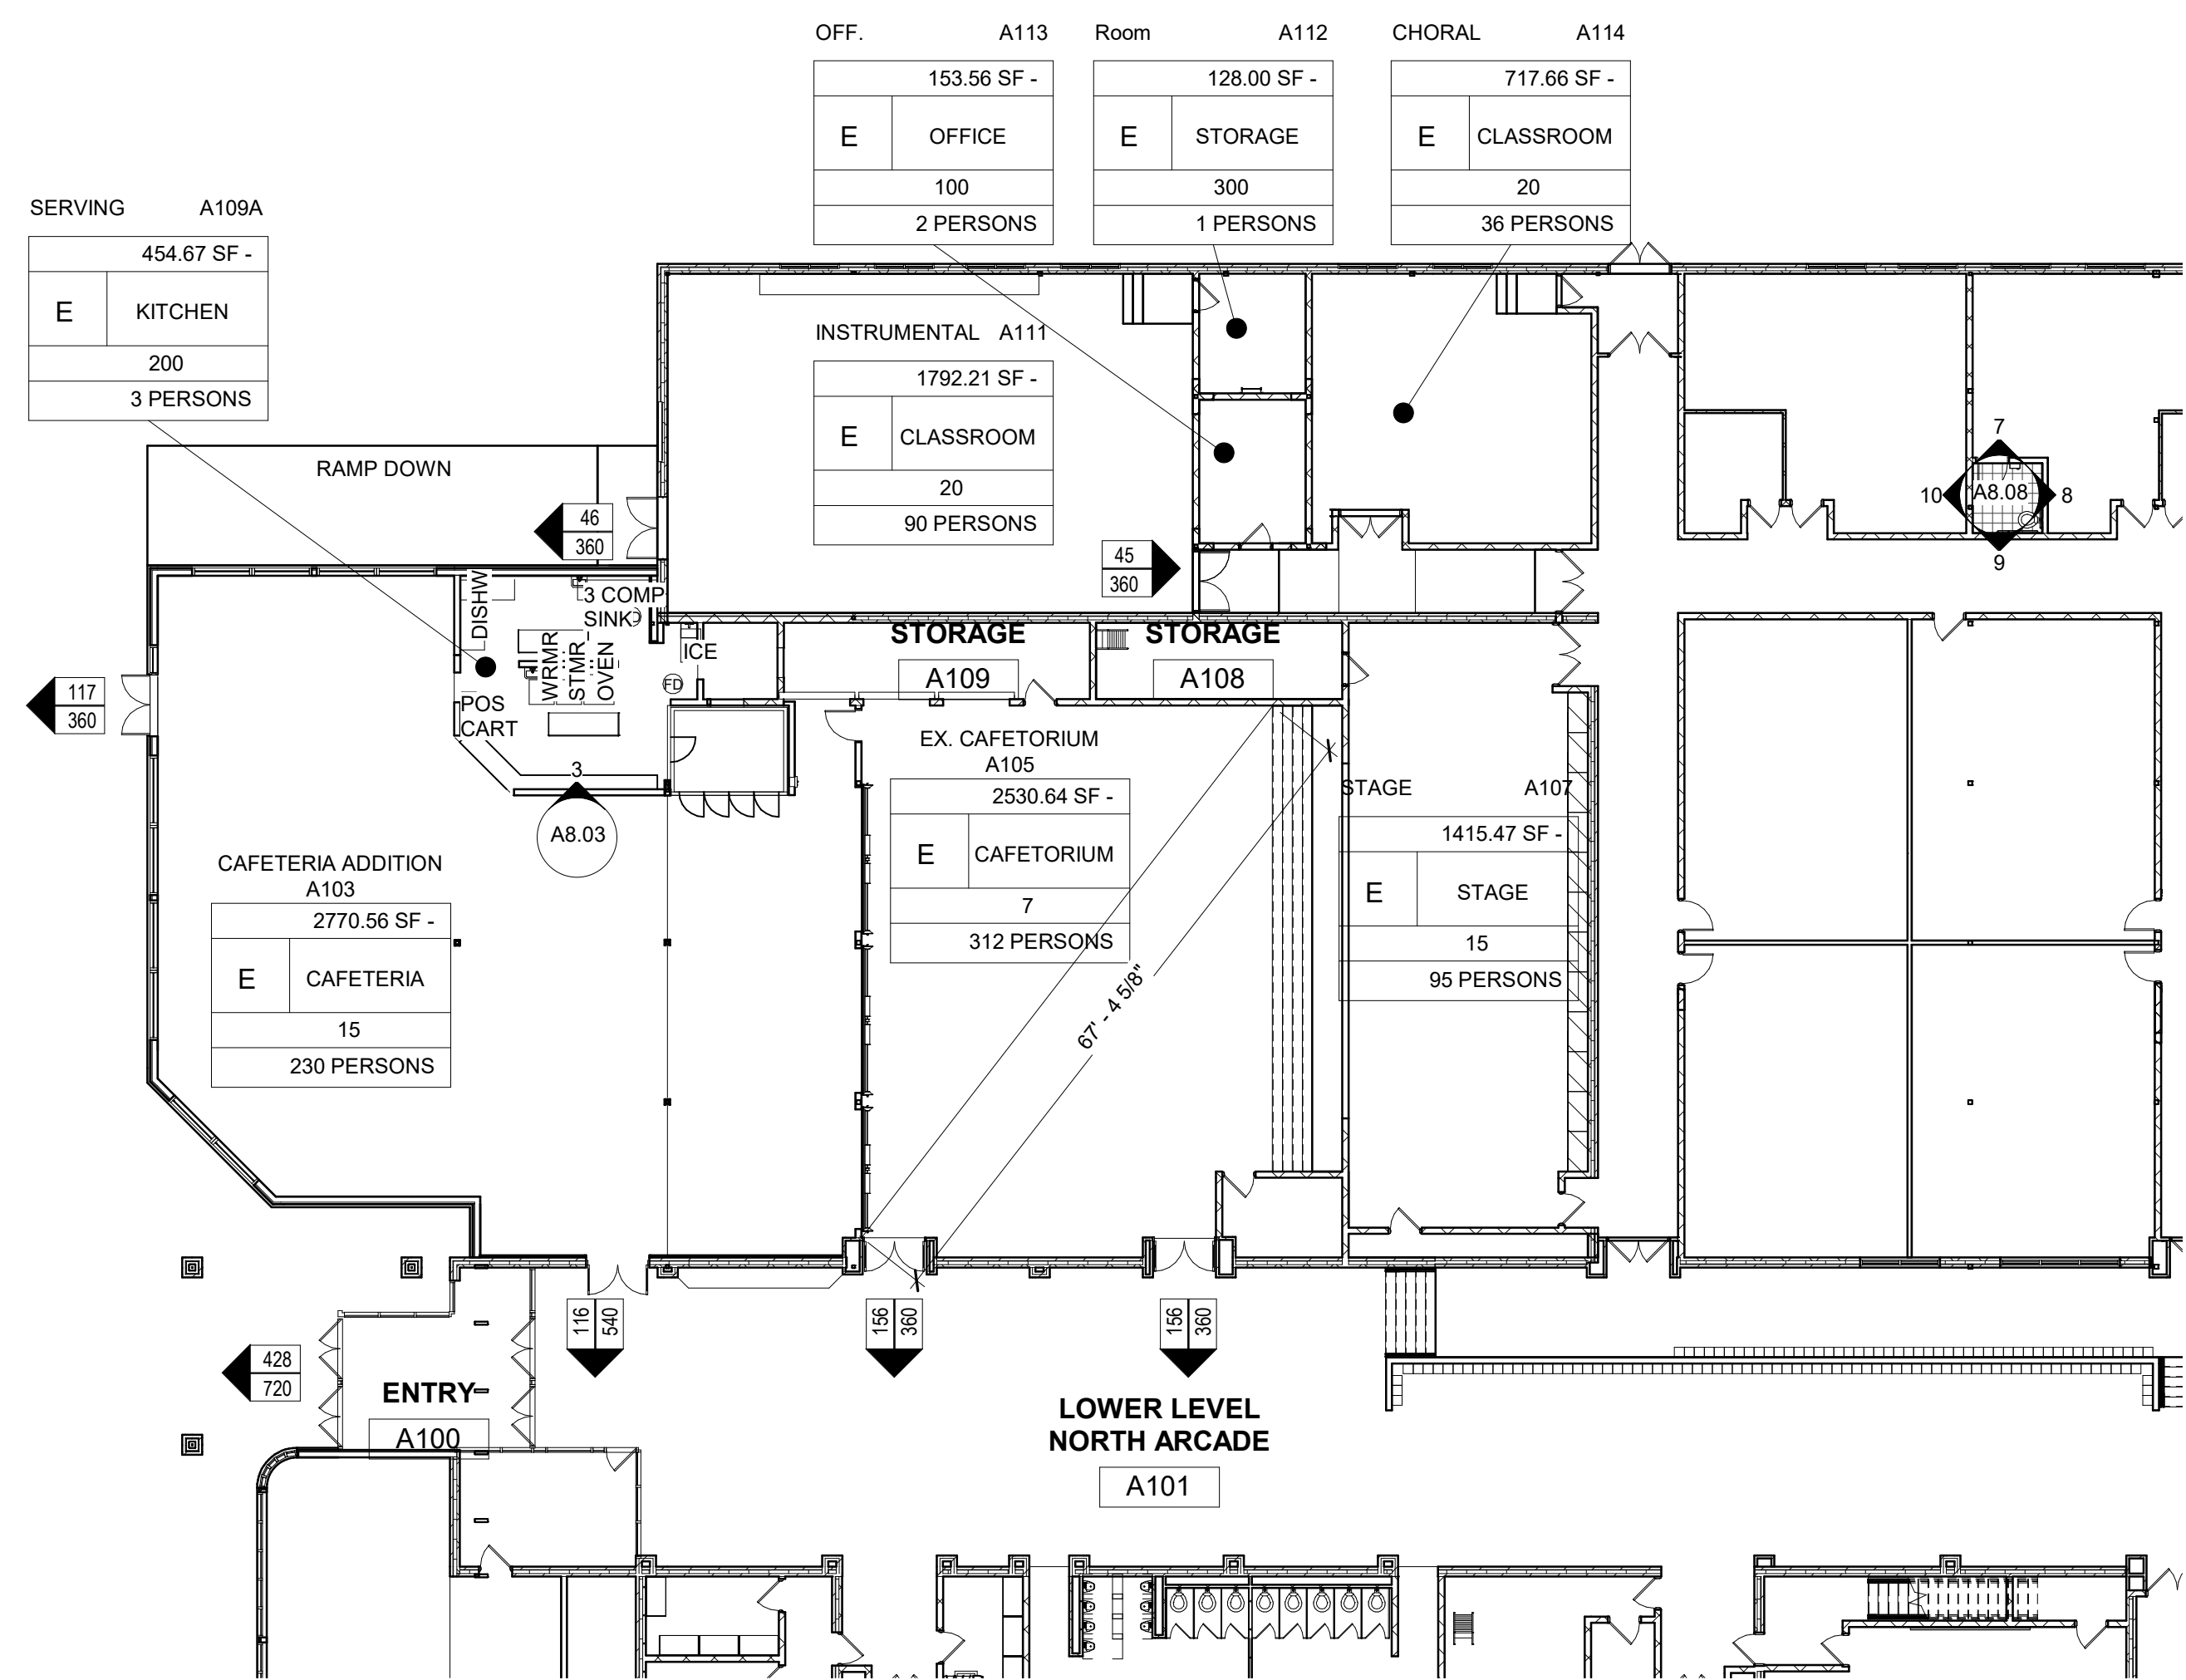 OFF. A113
153.56 SF -
E OFFICE
100
2 PERSONS
Room A112
128.00 SF -
E STORAGE
300
1 PERSONS
CHORAL A114
717.66 SF -
E CLASSROOM
20
36 PERSONS
SERVING A109A
454.67 SF -
E KITCHEN
200
3 PERSONS
INSTRUMENTAL A111
1792.21 SF -
E CLASSROOM
20
90 PERSONS
RAMP DOWN
46
360
45
360
7
10 A8.08 8
9
DISHW
3 COMP
SINK
WRMR
STMR
OVEN
ICE
FD
POS
CART
STORAGE
A109
STORAGE
A108
117
360
3
A8.03
EX. CAFETORIUM
A105
2530.64 SF -
E CAFETORIUM
7
312 PERSONS
STAGE A107
1415.47 SF -
E STAGE
15
95 PERSONS
CAFETERIA ADDITION
A103
2770.56 SF -
E CAFETERIA
15
230 PERSONS
67' - 4 5/8"
116
540
156
360
156
360
428
720
ENTRY
A100
LOWER LEVEL
NORTH ARCADE
A101